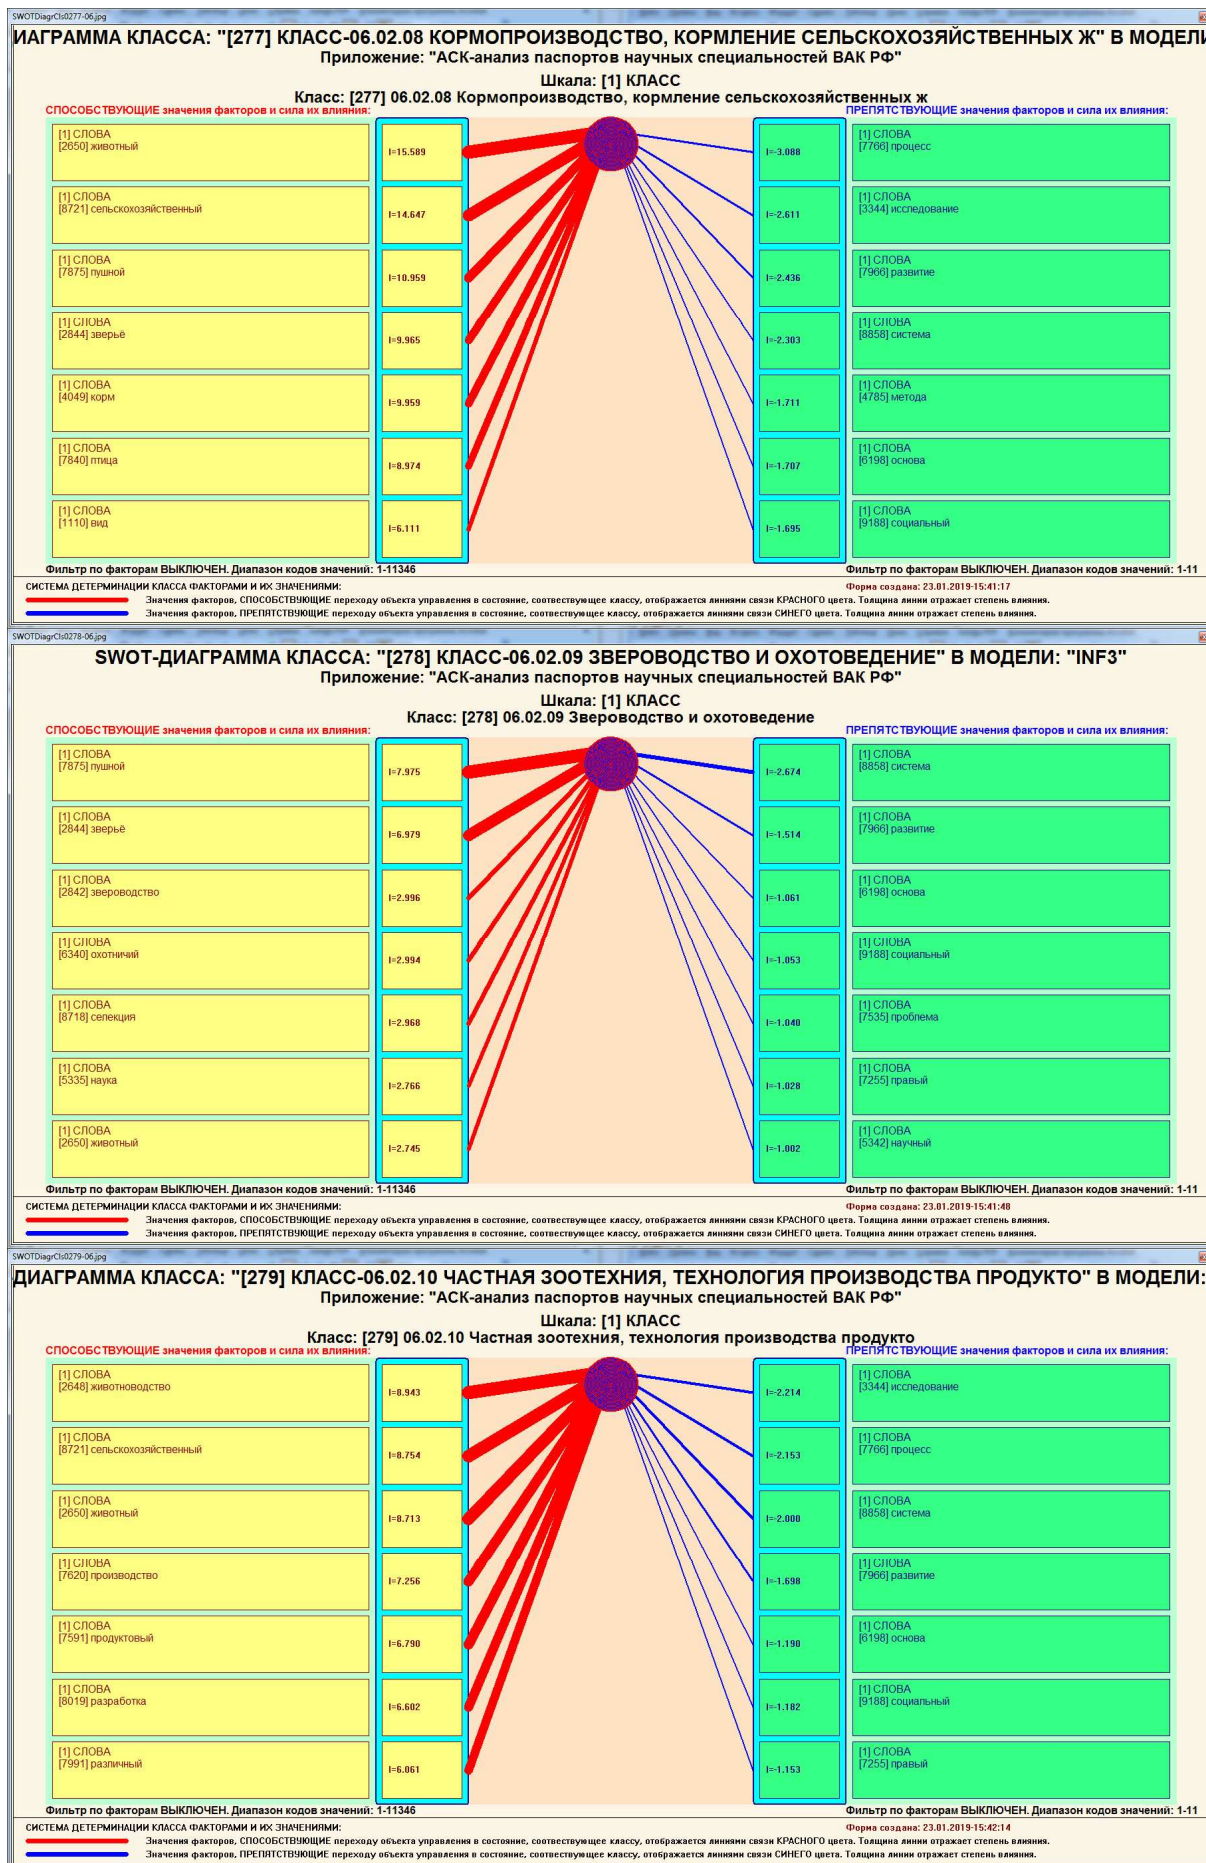 SWOTDiagrCls0277-06.jpg
ИАГРАММА КЛАССА: "[277] КЛАСС-06.02.08 КОРМОПРОИЗВОДСТВО, КОРМЛЕНИЕ СЕЛЬСКОХОЗЯЙСТВЕННЫХ Ж" В МОДЕЛИ
Приложение: "АСК-анализ паспортов научных специальностей ВАК РФ"
Шкала: [1] КЛАСС
Класс: [277] 06.02.08 Кормопроизводство, кормление сельскохозяйственных ж
СПОСОБСТВУЮЩИЕ значения факторов и сила их влияния:
ПРЕПЯТСТВУЮЩИЕ значения факторов и сила их влияния:
[1] СЛОВА
[2650] животный
I=15.589
I=-3.088
[1] СЛОВА
[7766] процесс
[1] СЛОВА
[8721] сельскохозяйственный
I=14.647
I=-2.611
[1] СЛОВА
[3344] исследование
[1] СЛОВА
[7875] пушной
I=10.959
I=-2.436
[1] СЛОВА
[7966] развитие
[1] СЛОВА
[2844] зверьё
I=9.965
I=-2.303
[1] СЛОВА
[8858] система
[1] СЛОВА
[4049] корм
I=9.959
I=-1.711
[1] СЛОВА
[4785] метода
[1] СЛОВА
[7840] птица
I=8.974
I=-1.707
[1] СЛОВА
[6198] основа
[1] СЛОВА
[1110] вид
I=6.111
I=-1.695
[1] СЛОВА
[9188] социальный
Фильтр по факторам ВЫКЛЮЧЕН. Диапазон кодов значений: 1-11346
Фильтр по факторам ВЫКЛЮЧЕН. Диапазон кодов значений: 1-11
СИСТЕМА ДЕТЕРМИНАЦИИ КЛАССА ФАКТОРАМИ И ИХ ЗНАЧЕНИЯМИ:
Форма создана: 23.01.2019-15:41:17
Значения факторов, СПОСОБСТВУЮЩИЕ переходу объекта управления в состояние, соотвествующее классу, отображается линиями связи КРАСНОГО цвета. Толщина линии отражает степень влияния.
Значения факторов, ПРЕПЯТСТВУЮЩИЕ переходу объекта управления в состояние, соотвествующее классу, отображается линиями связи СИНЕГО цвета. Толщина линии отражает степень влияния.
SWOTDiagrCls0278-06.jpg
SWOT-ДИАГРАММА КЛАССА: "[278] КЛАСС-06.02.09 ЗВЕРОВОДСТВО И ОХОТОВЕДЕНИЕ" В МОДЕЛИ: "INF3"
Приложение: "АСК-анализ паспортов научных специальностей ВАК РФ"
Шкала: [1] КЛАСС
Класс: [278] 06.02.09 Звероводство и охотоведение
СПОСОБСТВУЮЩИЕ значения факторов и сила их влияния:
ПРЕПЯТСТВУЮЩИЕ значения факторов и сила их влияния:
[1] СЛОВА
[7875] пушной
I=7.975
I=-2.674
[1] СЛОВА
[8858] система
[1] СЛОВА
[2844] зверьё
I=6.979
I=-1.514
[1] СЛОВА
[7966] развитие
[1] СЛОВА
[2842] звероводство
I=2.996
I=-1.061
[1] СЛОВА
[6198] основа
[1] СЛОВА
[6340] охотничий
I=2.994
I=-1.053
[1] СЛОВА
[9188] социальный
[1] СЛОВА
[8718] селекция
I=2.968
I=-1.040
[1] СЛОВА
[7535] проблема
[1] СЛОВА
[5335] наука
I=2.766
I=-1.028
[1] СЛОВА
[7255] правый
[1] СЛОВА
[2650] животный
I=2.745
I=-1.002
[1] СЛОВА
[5342] научный
Фильтр по факторам ВЫКЛЮЧЕН. Диапазон кодов значений: 1-11346
Фильтр по факторам ВЫКЛЮЧЕН. Диапазон кодов значений: 1-11
СИСТЕМА ДЕТЕРМИНАЦИИ КЛАССА ФАКТОРАМИ И ИХ ЗНАЧЕНИЯМИ:
Форма создана: 23.01.2019-15:41:48
Значения факторов, СПОСОБСТВУЮЩИЕ переходу объекта управления в состояние, соотвествующее классу, отображается линиями связи КРАСНОГО цвета. Толщина линии отражает степень влияния.
Значения факторов, ПРЕПЯТСТВУЮЩИЕ переходу объекта управления в состояние, соотвествующее классу, отображается линиями связи СИНЕГО цвета. Толщина линии отражает степень влияния.
SWOTDiagrCls0279-06.jpg
ДИАГРАММА КЛАССА: "[279] КЛАСС-06.02.10 ЧАСТНАЯ ЗООТЕХНИЯ, ТЕХНОЛОГИЯ ПРОИЗВОДСТВА ПРОДУКТО" В МОДЕЛИ:
Приложение: "АСК-анализ паспортов научных специальностей ВАК РФ"
Шкала: [1] КЛАСС
Класс: [279] 06.02.10 Частная зоотехния, технология производства продукто
СПОСОБСТВУЮЩИЕ значения факторов и сила их влияния:
ПРЕПЯТСТВУЮЩИЕ значения факторов и сила их влияния:
[1] СЛОВА
[2648] животноводство
I=8.943
I=-2.214
[1] СЛОВА
[3344] исследование
[1] СЛОВА
[8721] сельскохозяйственный
I=8.754
I=-2.153
[1] СЛОВА
[7766] процесс
[1] СЛОВА
[2650] животный
I=8.713
I=-2.000
[1] СЛОВА
[8858] система
[1] СЛОВА
[7620] производство
I=7.256
I=-1.698
[1] СЛОВА
[7966] развитие
[1] СЛОВА
[7591] продуктовый
I=6.790
I=-1.190
[1] СЛОВА
[6198] основа
[1] СЛОВА
[8019] разработка
I=6.602
I=-1.182
[1] СЛОВА
[9188] социальный
[1] СЛОВА
[7991] различный
I=6.061
I=-1.153
[1] СЛОВА
[7255] правый
Фильтр по факторам ВЫКЛЮЧЕН. Диапазон кодов значений: 1-11346
Фильтр по факторам ВЫКЛЮЧЕН. Диапазон кодов значений: 1-11
СИСТЕМА ДЕТЕРМИНАЦИИ КЛАССА ФАКТОРАМИ И ИХ ЗНАЧЕНИЯМИ:
Форма создана: 23.01.2019-15:42:14
Значения факторов, СПОСОБСТВУЮЩИЕ переходу объекта управления в состояние, соотвествующее классу, отображается линиями связи КРАСНОГО цвета. Толщина линии отражает степень влияния.
Значения факторов, ПРЕПЯТСТВУЮЩИЕ переходу объекта управления в состояние, соотвествующее классу, отображается линиями связи СИНЕГО цвета. Толщина линии отражает степень влияния.